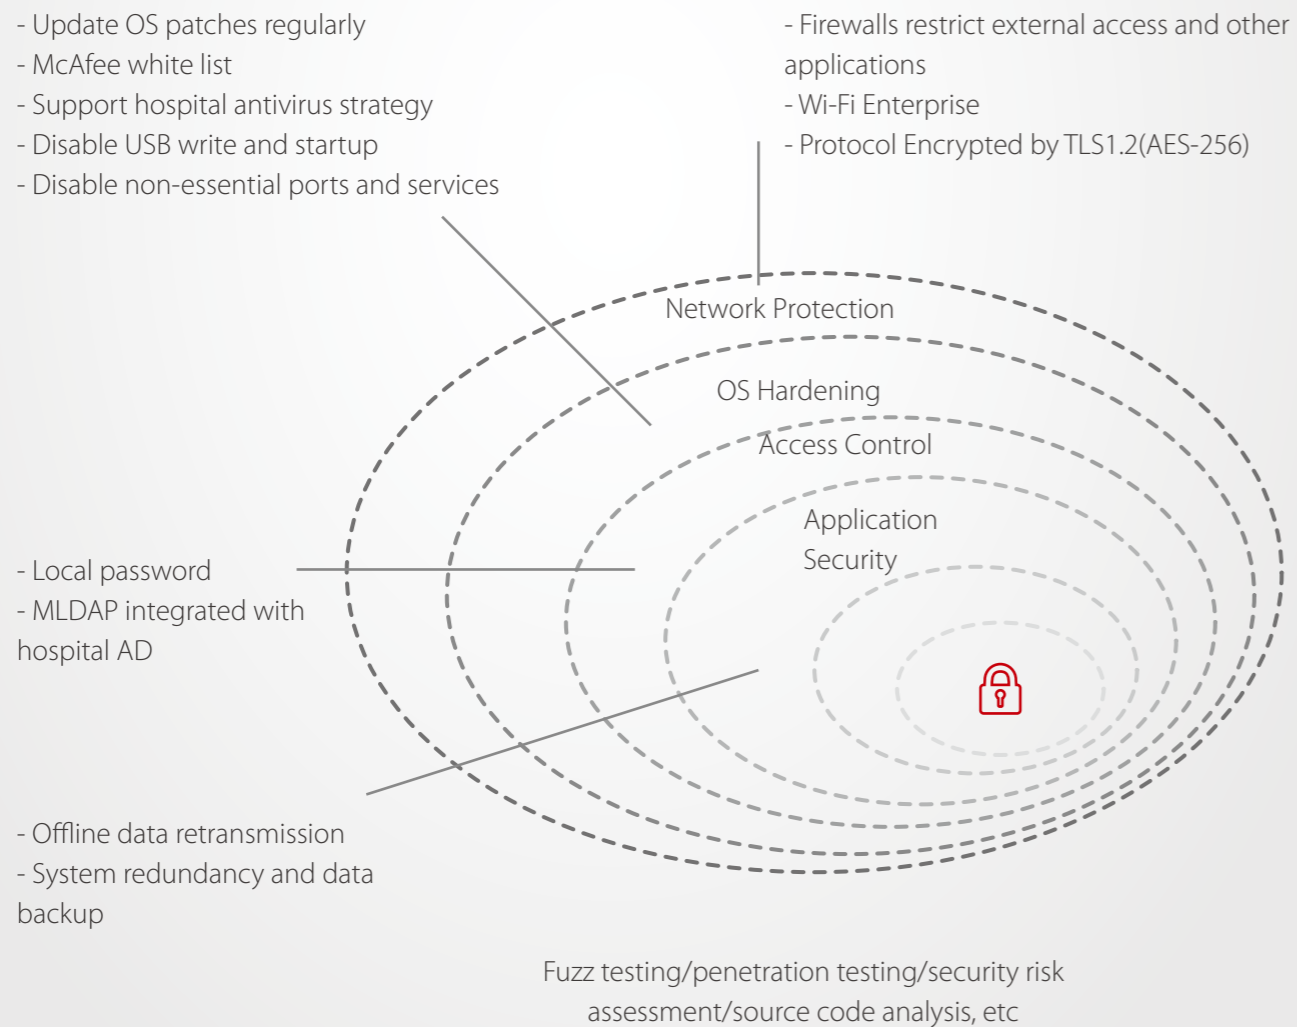 - Update OS patches regularly
- McAfee white list
- Support hospital antivirus strategy
- Disable USB write and startup
- Disable non-essential ports and services
- Firewalls restrict external access and other
applications
- Wi-Fi Enterprise
- Protocol Encrypted by TLS1.2(AES-256)
Network Protection
OS Hardening
Access Control
Application
Security
- Local password
- MLDAP integrated with
hospital AD
- Offline data retransmission
- System redundancy and data
backup
Fuzz testing/penetration testing/security risk
assessment/source code analysis, etc